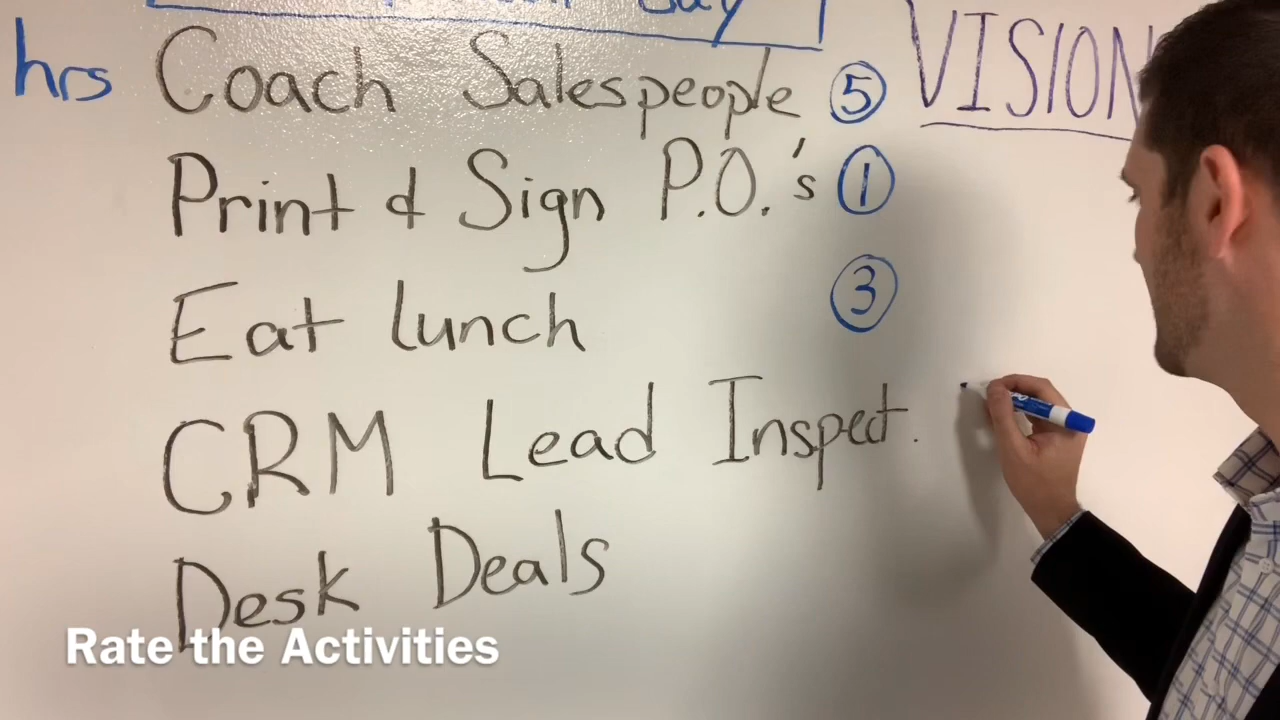 Day
hrs Coach Salespeople 5 VISION
Print & Sign P.O.'s 1
Eat lunch 3
CRM Lead Inspect.
Desk Deals
Rate the Activities